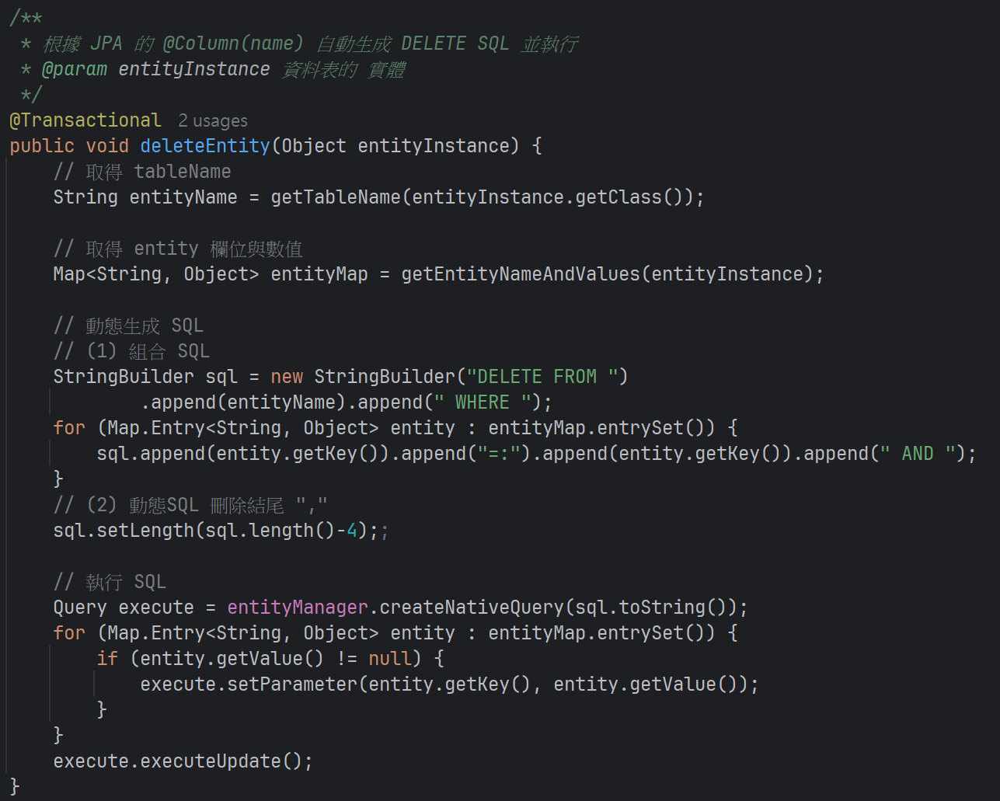 /**
 * 根據 JPA 的 @Column(name) 自動生成 DELETE SQL 並執行
 * @param entityInstance 資料表的 實體
 */
@Transactional 2 usages
public void deleteEntity(Object entityInstance) {
    // 取得 tableName
    String entityName = getTableName(entityInstance.getClass());

    // 取得 entity 欄位與數值
    Map<String, Object> entityMap = getEntityNameAndValues(entityInstance);

    // 動態生成 SQL
    // (1) 組合 SQL
    StringBuilder sql = new StringBuilder("DELETE FROM ")
            .append(entityName).append(" WHERE ");
    for (Map.Entry<String, Object> entity : entityMap.entrySet()) {
        sql.append(entity.getKey()).append("=:").append(entity.getKey()).append(" AND ");
    }
    // (2) 動態SQL 刪除結尾 ","
    sql.setLength(sql.length()-4);;

    // 執行 SQL
    Query execute = entityManager.createNativeQuery(sql.toString());
    for (Map.Entry<String, Object> entity : entityMap.entrySet()) {
        if (entity.getValue() != null) {
            execute.setParameter(entity.getKey(), entity.getValue());
        }
    }
    execute.executeUpdate();
}